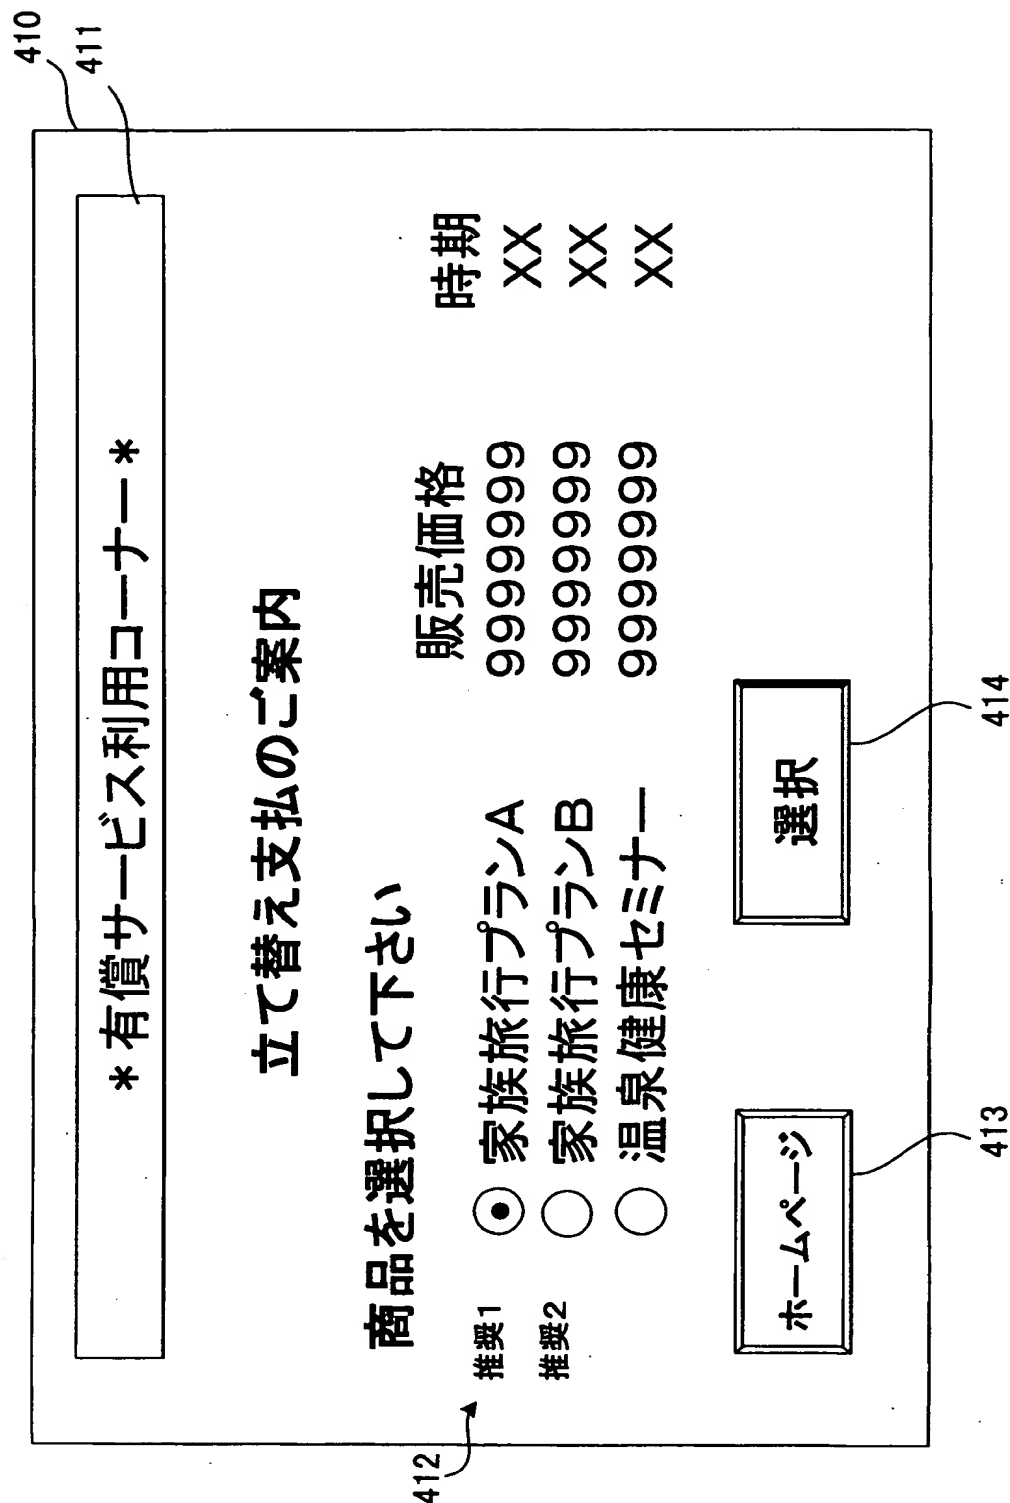 410
411
＊有償サービス利用コーナー＊
立て替え支払のご案内
商品を選択して下さい
販売価格 時期
412
推奨1 家族旅行プランA 9999999 XX
推奨2 家族旅行プランB 9999999 XX
温泉健康セミナー 9999999 XX
ホームページ 選択
413 414